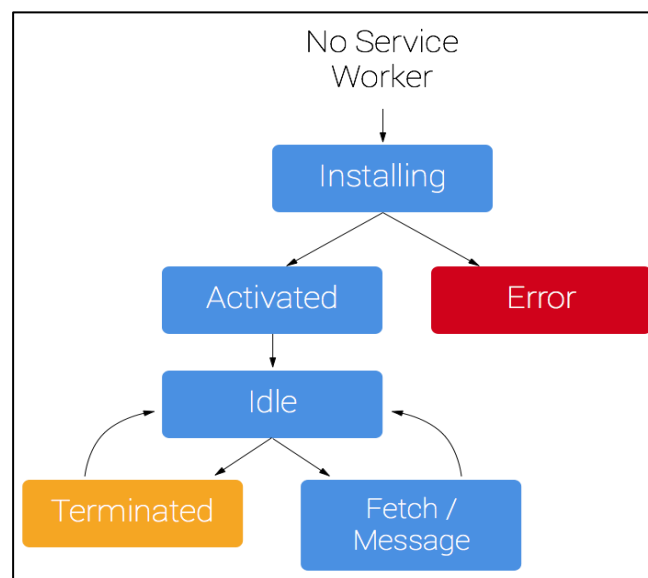 No Service
Worker
Installing
Activated
Error
Idle
Terminated
Fetch /
Message